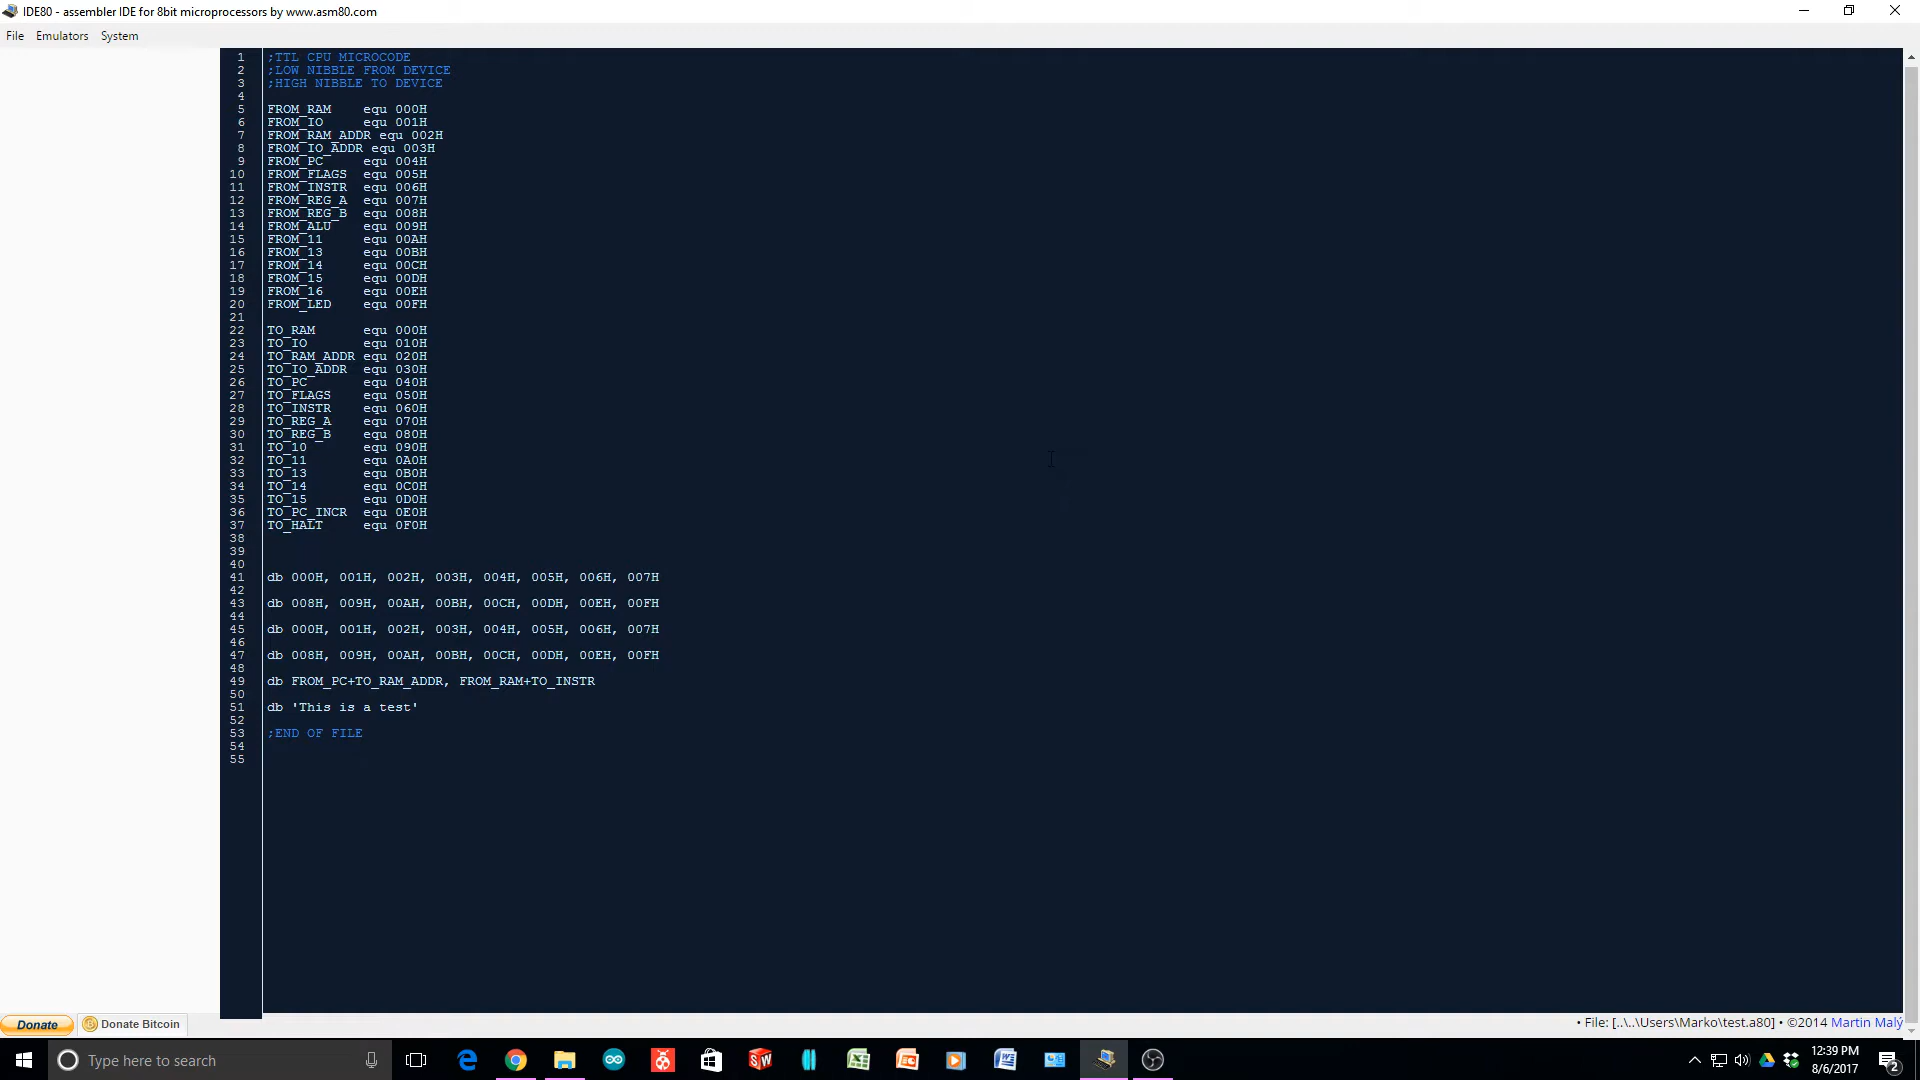 IDE80 - assembler IDE for 8bit microprocessors by www.asm80.com
File Emulators System
1 ;TTL CPU MICROCODE
2 ;LOW NIBBLE FROM DEVICE
3 ;HIGH NIBBLE TO DEVICE
4
5 FROM_RAM    equ 000H
6 FROM_IO     equ 001H
7 FROM_RAM_ADDR equ 002H
8 FROM_IO_ADDR equ 003H
9 FROM_PC     equ 004H
10 FROM_FLAGS  equ 005H
11 FROM_INSTR  equ 006H
12 FROM_REG_A  equ 007H
13 FROM_REG_B  equ 008H
14 FROM_ALU    equ 009H
15 FROM_11     equ 00AH
16 FROM_13     equ 00BH
17 FROM_14     equ 00CH
18 FROM_15     equ 00DH
19 FROM_16     equ 00EH
20 FROM_LED    equ 00FH
21
22 TO_RAM      equ 000H
23 TO_IO       equ 010H
24 TO_RAM_ADDR equ 020H
25 TO_IO_ADDR  equ 030H
26 TO_PC       equ 040H
27 TO_FLAGS    equ 050H
28 TO_INSTR    equ 060H
29 TO_REG_A    equ 070H
30 TO_REG_B    equ 080H
31 TO_10       equ 090H
32 TO_11       equ 0A0H
33 TO_13       equ 0B0H
34 TO_14       equ 0C0H
35 TO_15       equ 0D0H
36 TO_PC_INCR  equ 0E0H
37 TO_HALT     equ 0F0H
38
39
40
41 db 000H, 001H, 002H, 003H, 004H, 005H, 006H, 007H
42
43 db 008H, 009H, 00AH, 00BH, 00CH, 00DH, 00EH, 00FH
44
45 db 000H, 001H, 002H, 003H, 004H, 005H, 006H, 007H
46
47 db 008H, 009H, 00AH, 00BH, 00CH, 00DH, 00EH, 00FH
48
49 db FROM_PC+TO_RAM_ADDR, FROM_RAM+TO_INSTR
50
51 db 'This is a test'
52
53 ;END OF FILE
54
55
Donate Donate Bitcoin • File: [..\..\Users\Marko\test.a80] • ©2014 Martin Malý
Type here to search
12:39 PM
8/6/2017
2